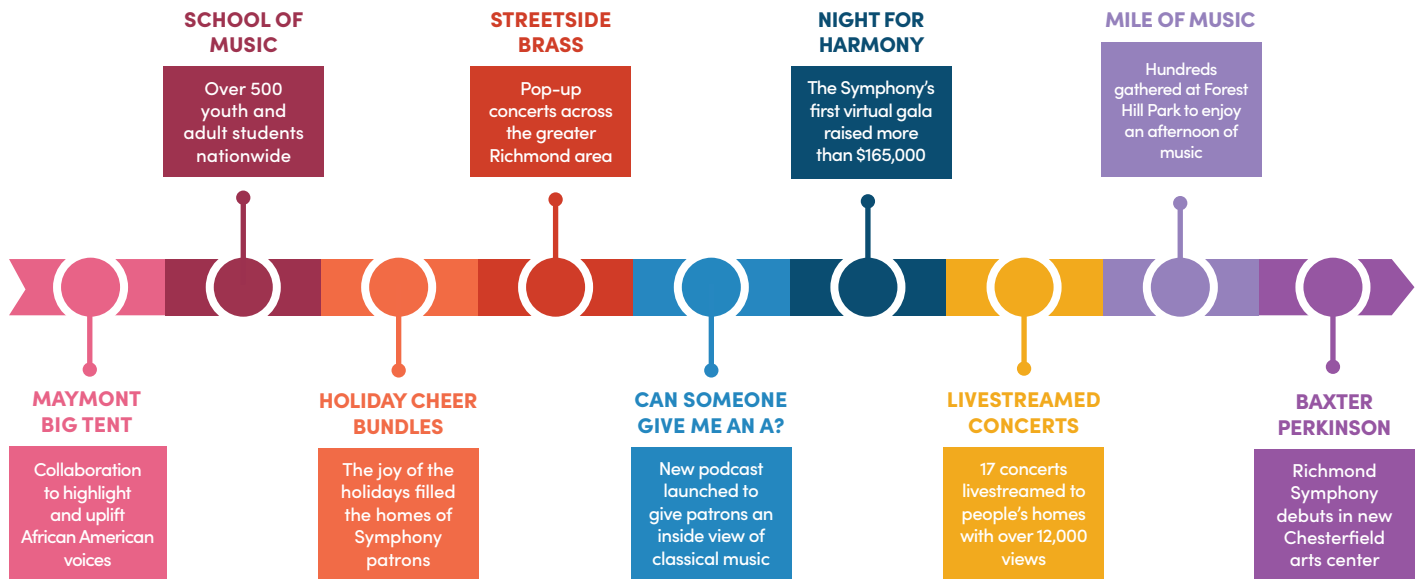 SCHOOL OF
MUSIC
Over 500
youth and
adult students
nationwide
STREETSIDE
BRASS
Pop-up
concerts across
the greater
Richmond area
NIGHT FOR
HARMONY
The Symphony's
first virtual gala
raised more
than $165,000
MILE OF MUSIC
Hundreds
gathered at Forest
Hill Park to enjoy
an afternoon of
music
MAYMONT
BIG TENT
Collaboration
to highlight
and uplift
African American
voices
HOLIDAY CHEER
BUNDLES
The joy of the
holidays filled
the homes of
Symphony
patrons
CAN SOMEONE
GIVE ME AN A?
New podcast
launched to
give patrons an
inside view of
classical music
LIVESTREAMED
CONCERTS
17 concerts
livestreamed to
people's homes
with over 12,000
views
BAXTER
PERKINSON
Richmond
Symphony
debuts in new
Chesterfield
arts center